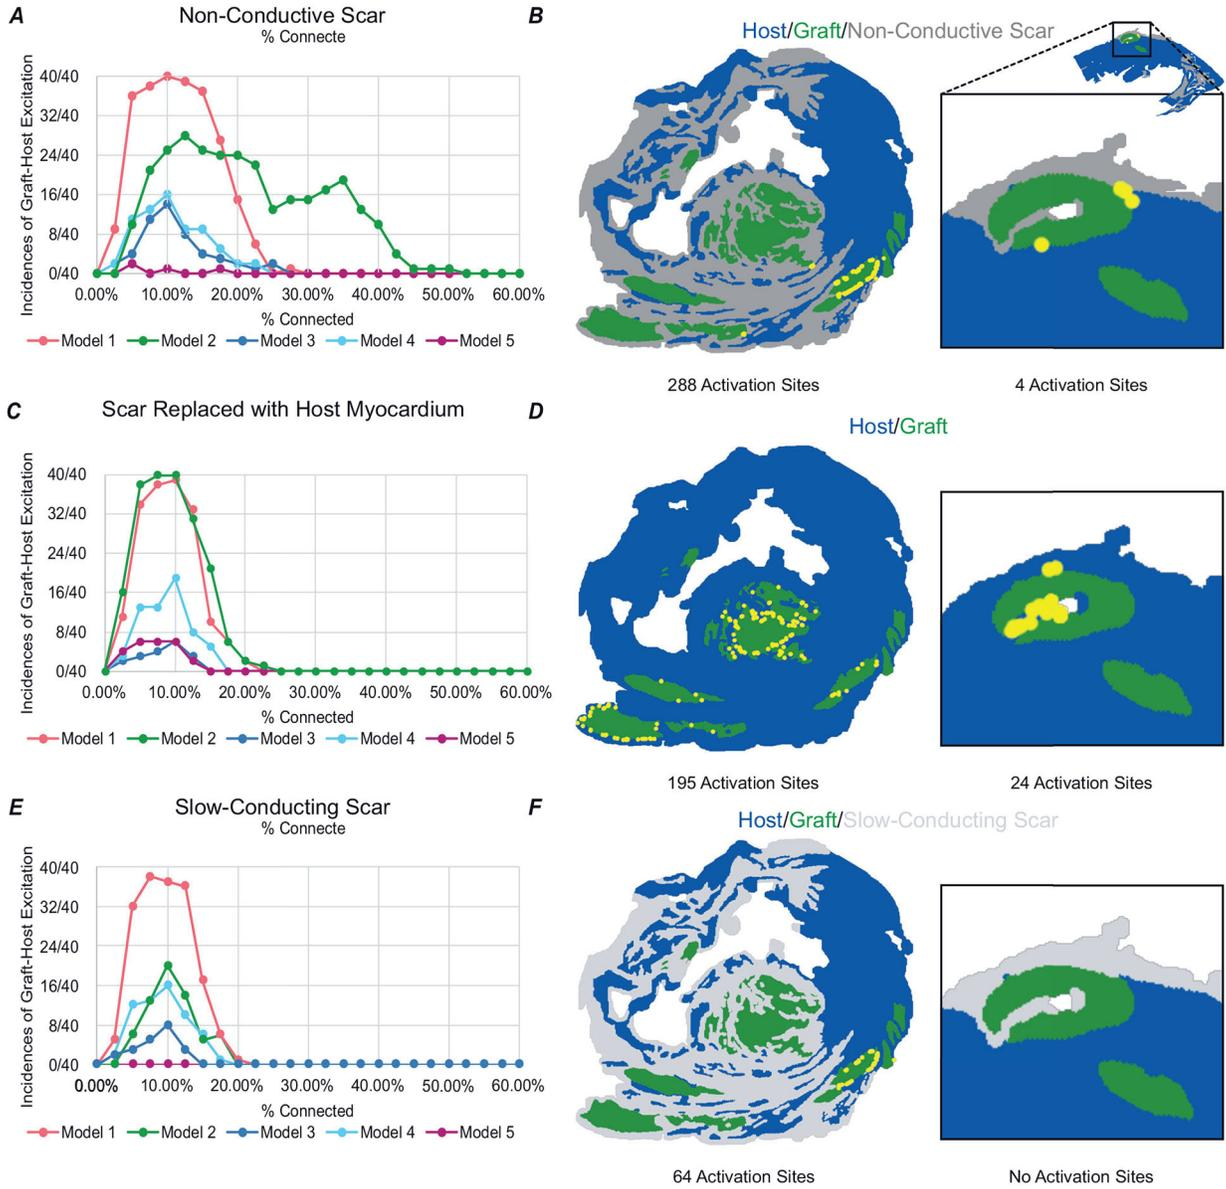 A
Non-Conductive Scar
% Connecte
Incidences of Graft-Host Excitation
40/40
32/40
24/40
16/40
8/40
0/40
0.00% 10.00% 20.00% 30.00% 40.00% 50.00% 60.00%
% Connected
Model 1 Model 2 Model 3 Model 4 Model 5
B
Host/Graft/Non-Conductive Scar
288 Activation Sites
4 Activation Sites
C
Scar Replaced with Host Myocardium
Incidences of Graft-Host Excitation
40/40
32/40
24/40
16/40
8/40
0/40
0.00% 10.00% 20.00% 30.00% 40.00% 50.00% 60.00%
% Connected
Model 1 Model 2 Model 3 Model 4 Model 5
D
Host/Graft
195 Activation Sites
24 Activation Sites
E
Slow-Conducting Scar
% Connecte
Incidences of Graft-Host Excitation
40/40
32/40
24/40
16/40
8/40
0/40
0.00% 10.00% 20.00% 30.00% 40.00% 50.00% 60.00%
% Connected
Model 1 Model 2 Model 3 Model 4 Model 5
F
Host/Graft/Slow-Conducting Scar
64 Activation Sites
No Activation Sites